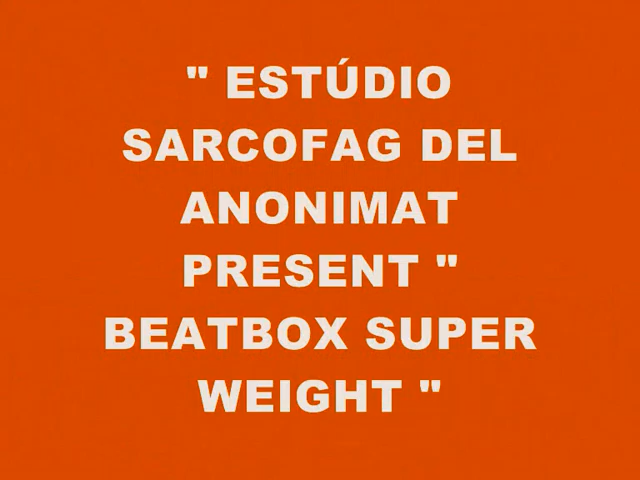 " ESTÚDIO
SARCOFAG DEL
ANONIMAT
PRESENT "
BEATBOX SUPER
WEIGHT "